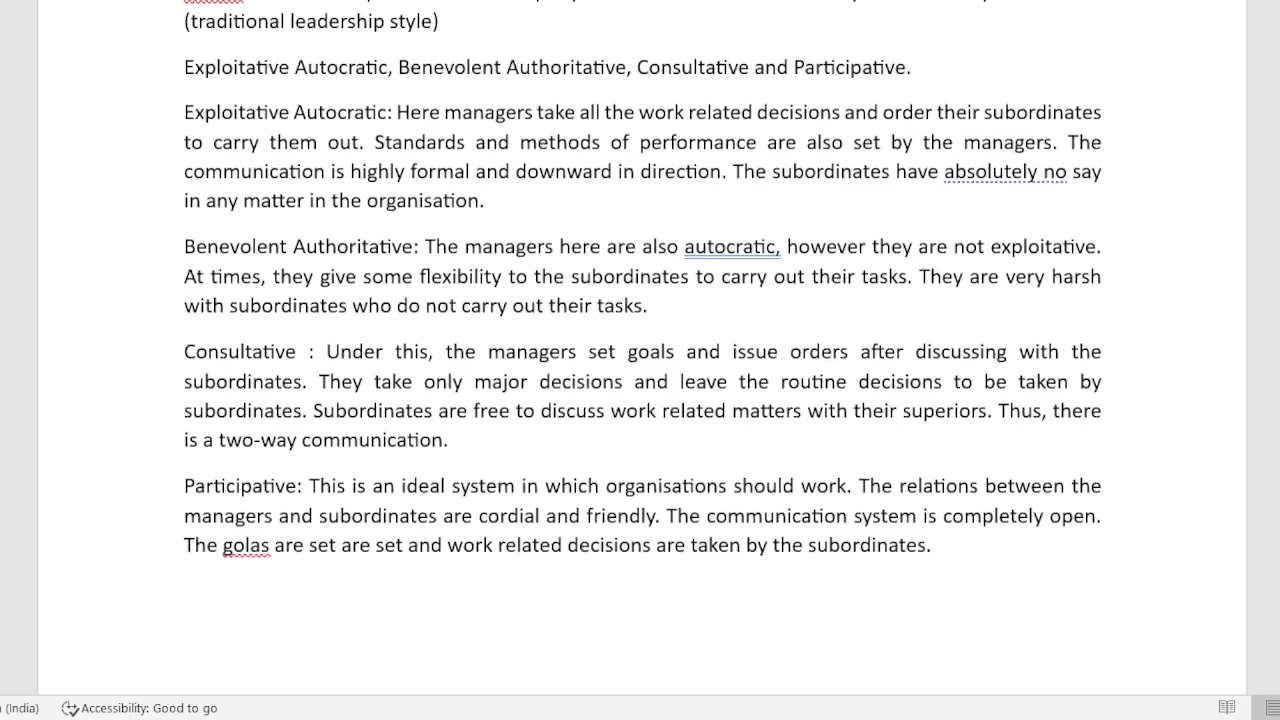 (traditional leadership style)
Exploitative Autocratic, Benevolent Authoritative, Consultative and Participative.
Exploitative Autocratic: Here managers take all the work related decisions and order their subordinates
to carry them out. Standards and methods of performance are also set by the managers. The
communication is highly formal and downward in direction. The subordinates have absolutely no say
in any matter in the organisation.
Benevolent Authoritative: The managers here are also autocratic, however they are not exploitative.
At times, they give some flexibility to the subordinates to carry out their tasks. They are very harsh
with subordinates who do not carry out their tasks.
Consultative : Under this, the managers set goals and issue orders after discussing with the
subordinates. They take only major decisions and leave the routine decisions to be taken by
subordinates. Subordinates are free to discuss work related matters with their superiors. Thus, there
is a two-way communication.
Participative: This is an ideal system in which organisations should work. The relations between the
managers and subordinates are cordial and friendly. The communication system is completely open.
The golas are set are set and work related decisions are taken by the subordinates.
(India) Accessibility: Good to go